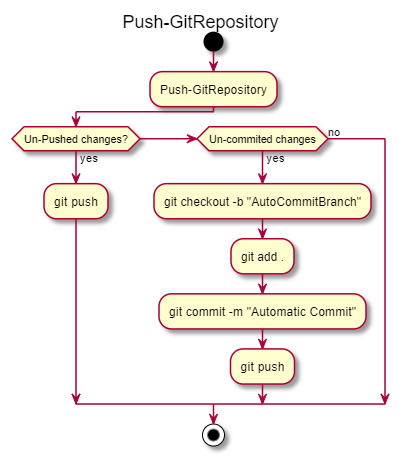 Push-GitRepository
Push-GitRepository
Un-Pushed changes?
Un-commited changes
no
yes
yes
git push
git checkout -b "AutoCommitBranch"
git add .
git commit -m "Automatic Commit"
git push